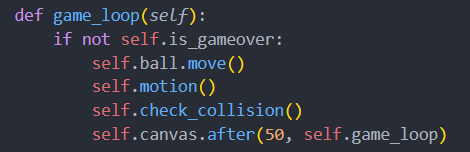 def game_loop(self):
    if not self.is_gameover:
        self.ball.move()
        self.motion()
        self.check_collision()
        self.canvas.after(50, self.game_loop)